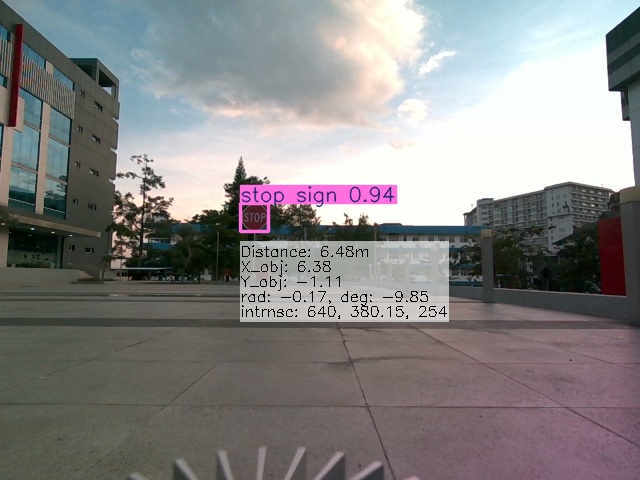 stop sign 0.94
STOP
Distance: 6.48m
X_obj: 6.38
Y_obj: -1.11
rad: -0.17, deg: -9.85
intrnsc: 640, 380.15, 254